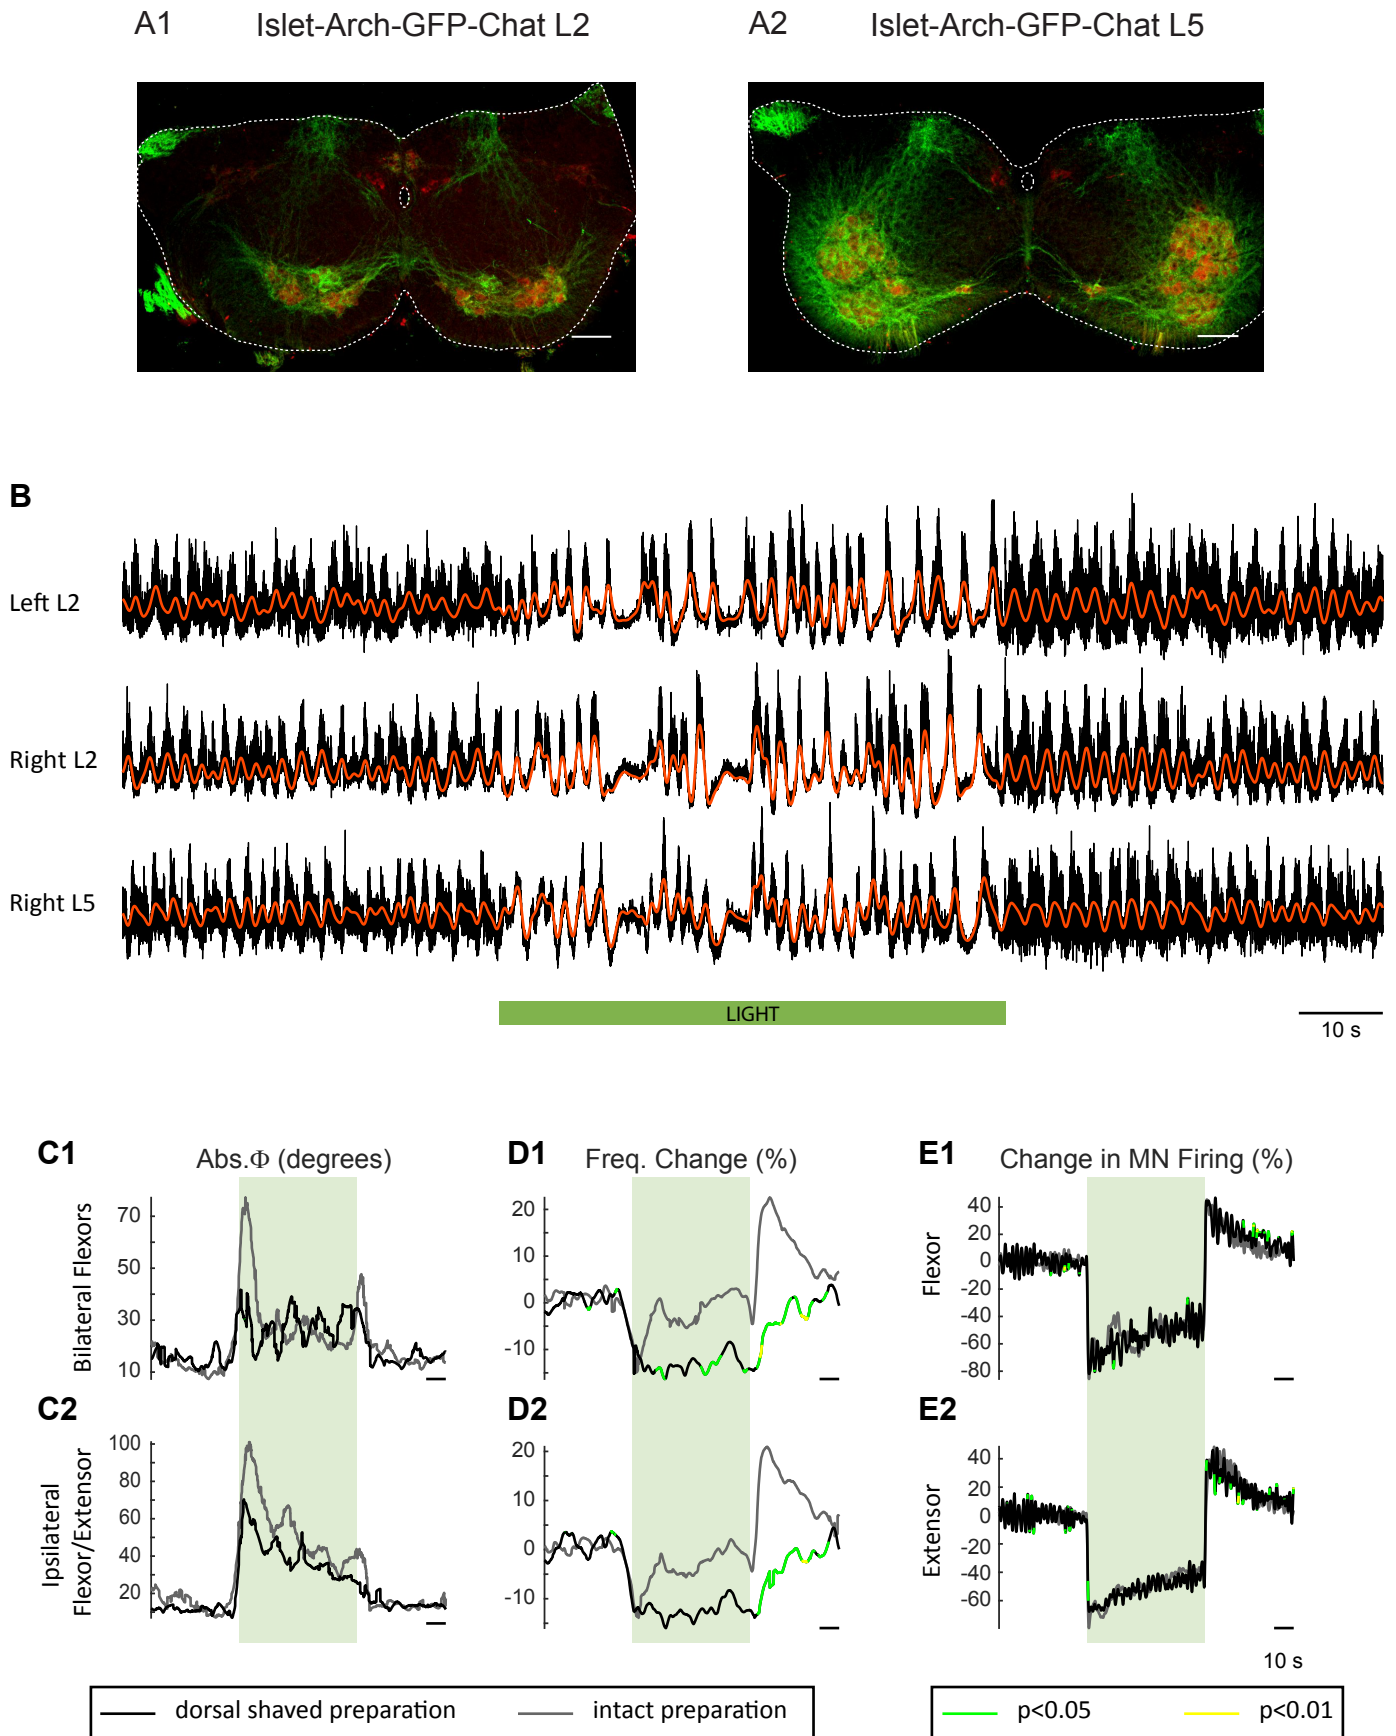 A1 Islet-Arch-GFP-Chat L2 A2 Islet-Arch-GFP-Chat L5
B
Left L2
Right L2
Right L5
LIGHT
10 s
C1 Abs.Φ (degrees) D1 Freq. Change (%) E1 Change in MN Firing (%)
Bilateral Flexors
70
50
30
10
20
10
0
-10
Flexor
40
20
0
-20
-40
-60
-80
C2 D2 E2
Ipsilateral
Flexor/Extensor
100
80
60
40
20
20
10
0
-10
Extensor
40
20
0
-20
-40
-60
10 s
dorsal shaved preparation intact preparation p<0.05 p<0.01